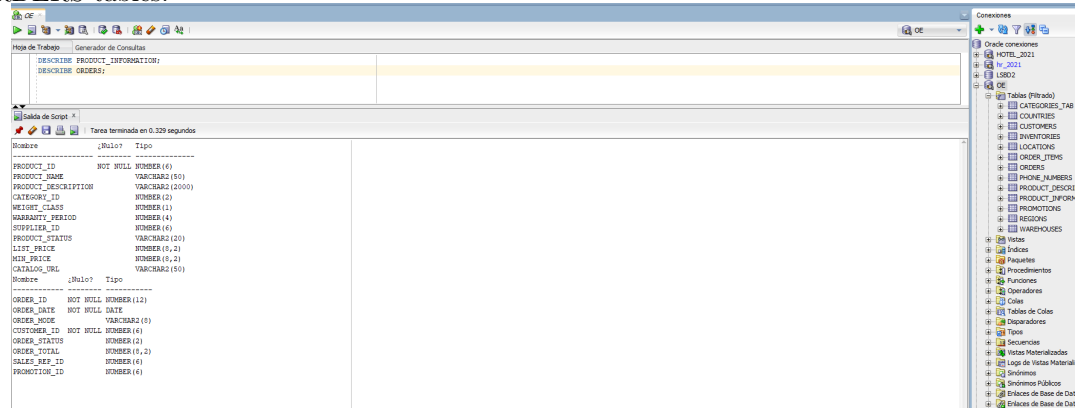 OE
OE
Hoja de Trabajo Generador de Consultas
DESCRIBE PRODUCT_INFORMATION;
DESCRIBE ORDERS;
Salida de Script x
Tarea terminada en 0.329 segundos
Nombre ¿Nulo? Tipo
------------------- -------- --------------
PRODUCT_ID NOT NULL NUMBER(6)
PRODUCT_NAME VARCHAR2(50)
PRODUCT_DESCRIPTION VARCHAR2(2000)
CATEGORY_ID NUMBER(2)
WEIGHT_CLASS NUMBER(1)
WARRANTY_PERIOD NUMBER(4)
SUPPLIER_ID NUMBER(6)
PRODUCT_STATUS VARCHAR2(20)
LIST_PRICE NUMBER(8,2)
MIN_PRICE NUMBER(8,2)
CATALOG_URL VARCHAR2(50)
Nombre ¿Nulo? Tipo
------------ -------- -----------
ORDER_ID NOT NULL NUMBER(12)
ORDER_DATE NOT NULL DATE
ORDER_MODE VARCHAR2(8)
CUSTOMER_ID NOT NULL NUMBER(6)
ORDER_STATUS NUMBER(2)
ORDER_TOTAL NUMBER(8,2)
SALES_REP_ID NUMBER(6)
PROMOTION_ID NUMBER(6)
Conexiones
Oracle conexiones
HOTEL_2021
hr_2021
LSBD2
OE
Tablas (Filtrado)
CATEGORIES_TAB
COUNTRIES
CUSTOMERS
INVENTORIES
LOCATIONS
ORDER_ITEMS
ORDERS
PHONE_NUMBERS
PRODUCT_DESCRI
PRODUCT_INFORM
PROMOTIONS
REGIONS
WAREHOUSES
Vistas
Índices
Paquetes
Procedimientos
Funciones
Operadores
Colas
Tablas de Colas
Disparadores
Tipos
Secuencias
Vistas Materializadas
Logs de Vistas Materiali
Sinónimos
Sinónimos Públicos
Enlaces de Base de Dat
Enlaces de Base de Dat